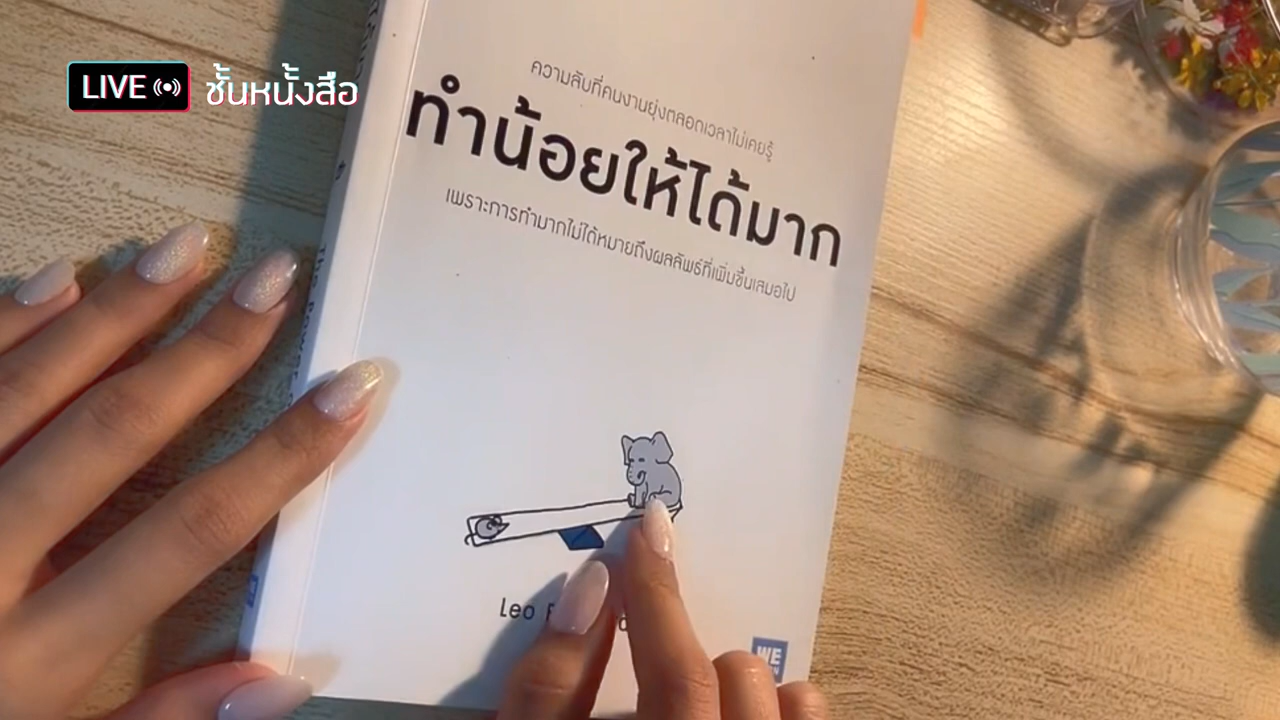 LIVE ชั้นหนั้งสือ
ความลับที่คนงานยุ่งตลอดเวลาไม่เคยรู้
ทำน้อยให้ได้มาก
เพราะการทำมากไม่ได้หมายถึงผลลัพธ์ที่เพิ่มขึ้นเสมอไป
Leo
WE